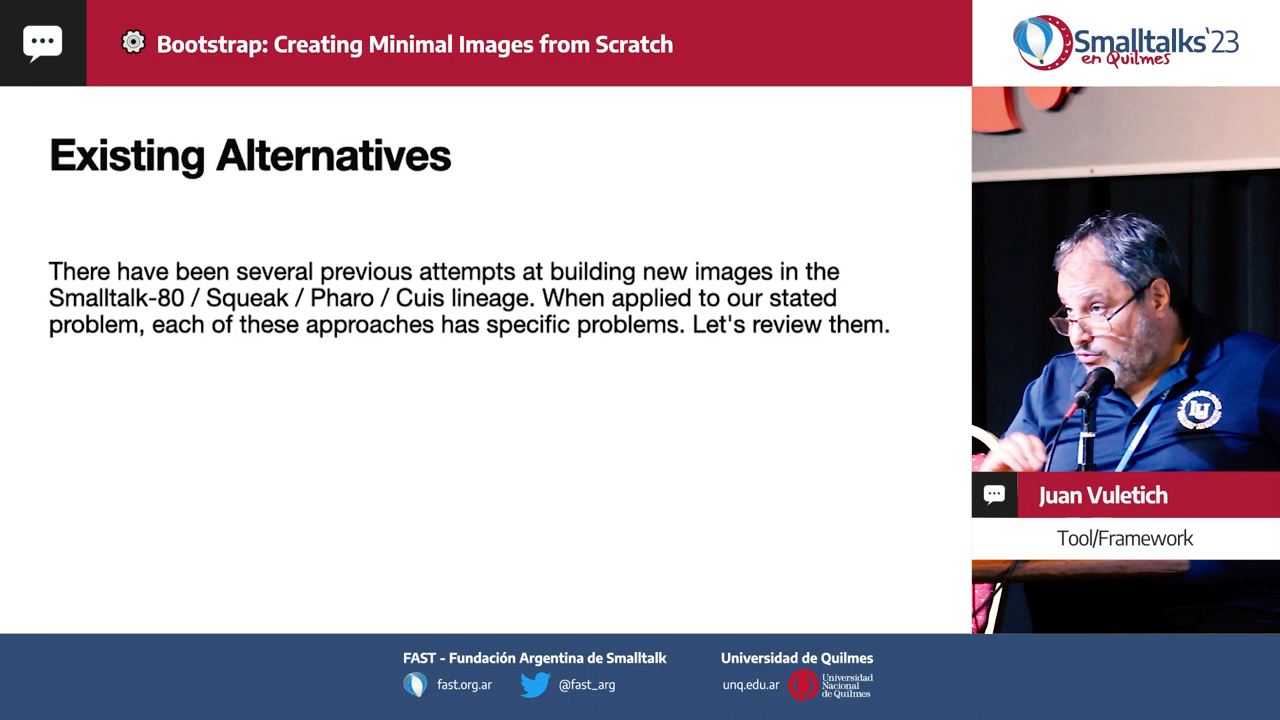 Bootstrap: Creating Minimal Images from Scratch
Smalltalks'23
en Quilmes
Existing Alternatives
There have been several previous attempts at building new images in the
Smalltalk-80 / Squeak / Pharo / Cuis lineage. When applied to our stated
problem, each of these approaches has specific problems. Let's review them.
Juan Vuletich
Tool/Framework
FAST - Fundación Argentina de Smalltalk
fast.org.ar
@fast_arg
Universidad de Quilmes
unq.edu.ar
Universidad
Nacional
de Quilmes